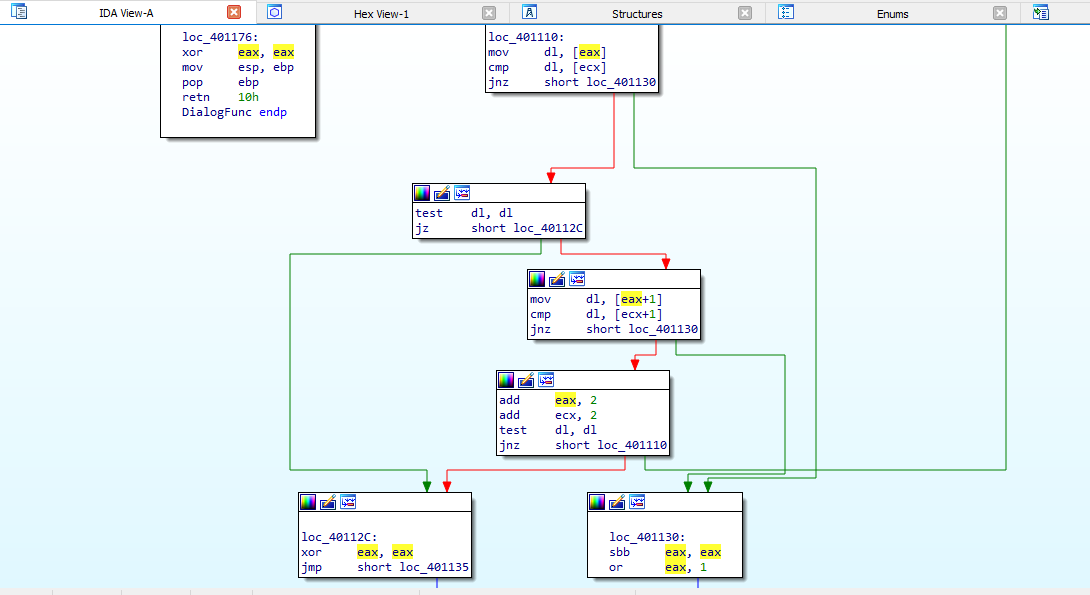 IDA View-A
Hex View-1
Structures
Enums
loc_401176:
xor eax, eax
mov esp, ebp
pop ebp
retn 10h
DialogFunc endp
loc_401110:
mov dl, [eax]
cmp dl, [ecx]
jnz short loc_401130
test dl, dl
jz short loc_40112C
mov dl, [eax+1]
cmp dl, [ecx+1]
jnz short loc_401130
add eax, 2
add ecx, 2
test dl, dl
jnz short loc_401110
loc_40112C:
xor eax, eax
jmp short loc_401135
loc_401130:
sbb eax, eax
or eax, 1